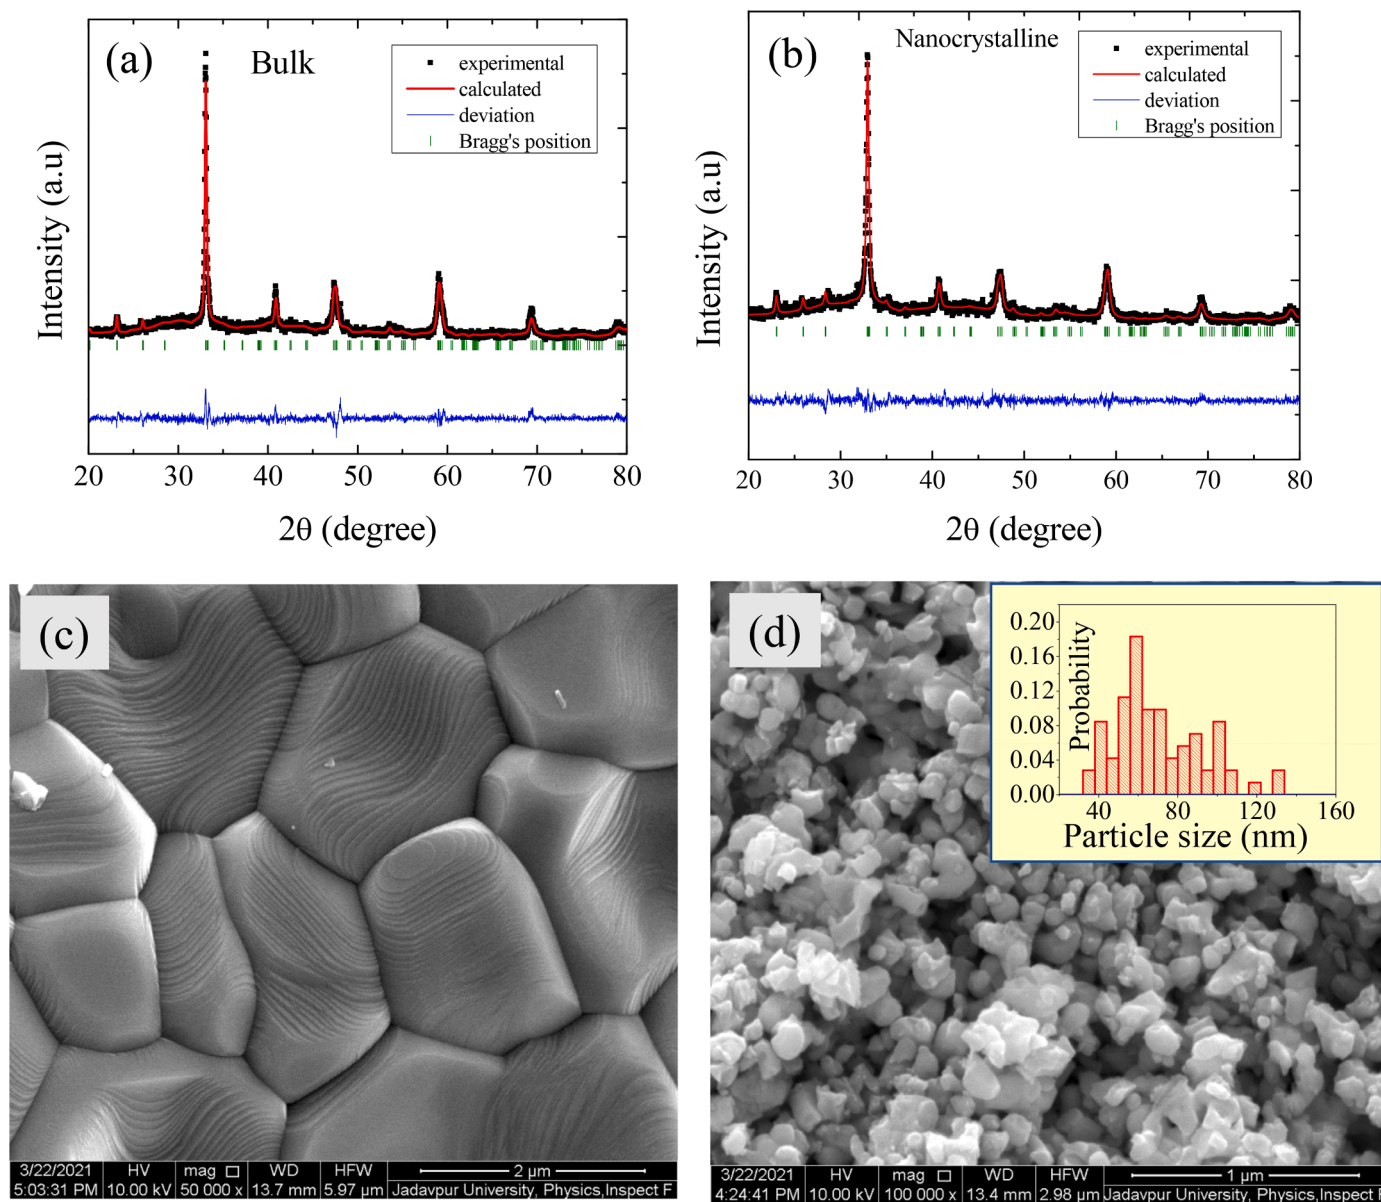 (a)
Bulk
experimental
calculated
deviation
Bragg's position
Intensity (a.u)
20 30 40 50 60 70 80
2θ (degree)
(b)
Nanocrystalline
experimental
calculated
deviation
Bragg's position
Intensity (a.u)
20 30 40 50 60 70 80
2θ (degree)
(c)
3/22/2021 HV mag WD HFW 2 µm
5:03:31 PM 10.00 kV 50 000 x 13.7 mm 5.97 µm Jadavpur University, Physics,Inspect F
(d)
0.20
0.16
0.12
0.08
0.04
0.00
Probability
40 80 120 160
Particle size (nm)
3/22/2021 HV mag WD HFW 1 µm
4:24:41 PM 10.00 kV 100 000 x 13.4 mm 2.98 µm Jadavpur University, Physics,Inspect